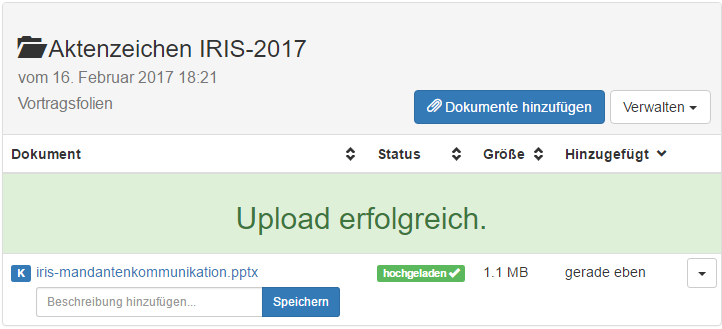 Aktenzeichen IRIS-2017
vom 16. Februar 2017 18:21
Vortragsfolien
Dokumente hinzufügen
Verwalten
Dokument Status Größe Hinzugefügt
Upload erfolgreich.
K iris-mandantenkommunikation.pptx hochgeladen 1.1 MB gerade eben
Beschreibung hinzufügen... Speichern